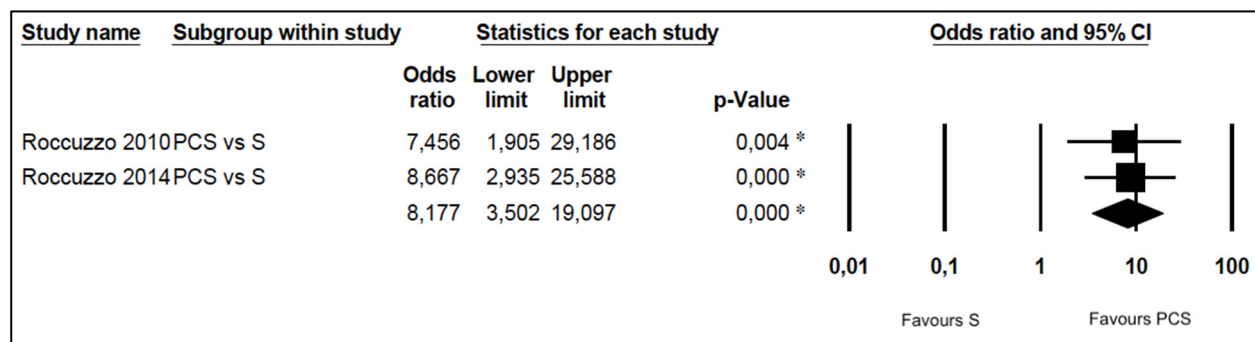 Study name Subgroup within study Statistics for each study Odds ratio and 95% CI
Odds Lower Upper
ratio limit limit p-Value
Roccuzzo 2010 PCS vs S 7,456 1,905 29,186 0,004 *
Roccuzzo 2014 PCS vs S 8,667 2,935 25,588 0,000 *
8,177 3,502 19,097 0,000 *
0,01 0,1 1 10 100
Favours S Favours PCS